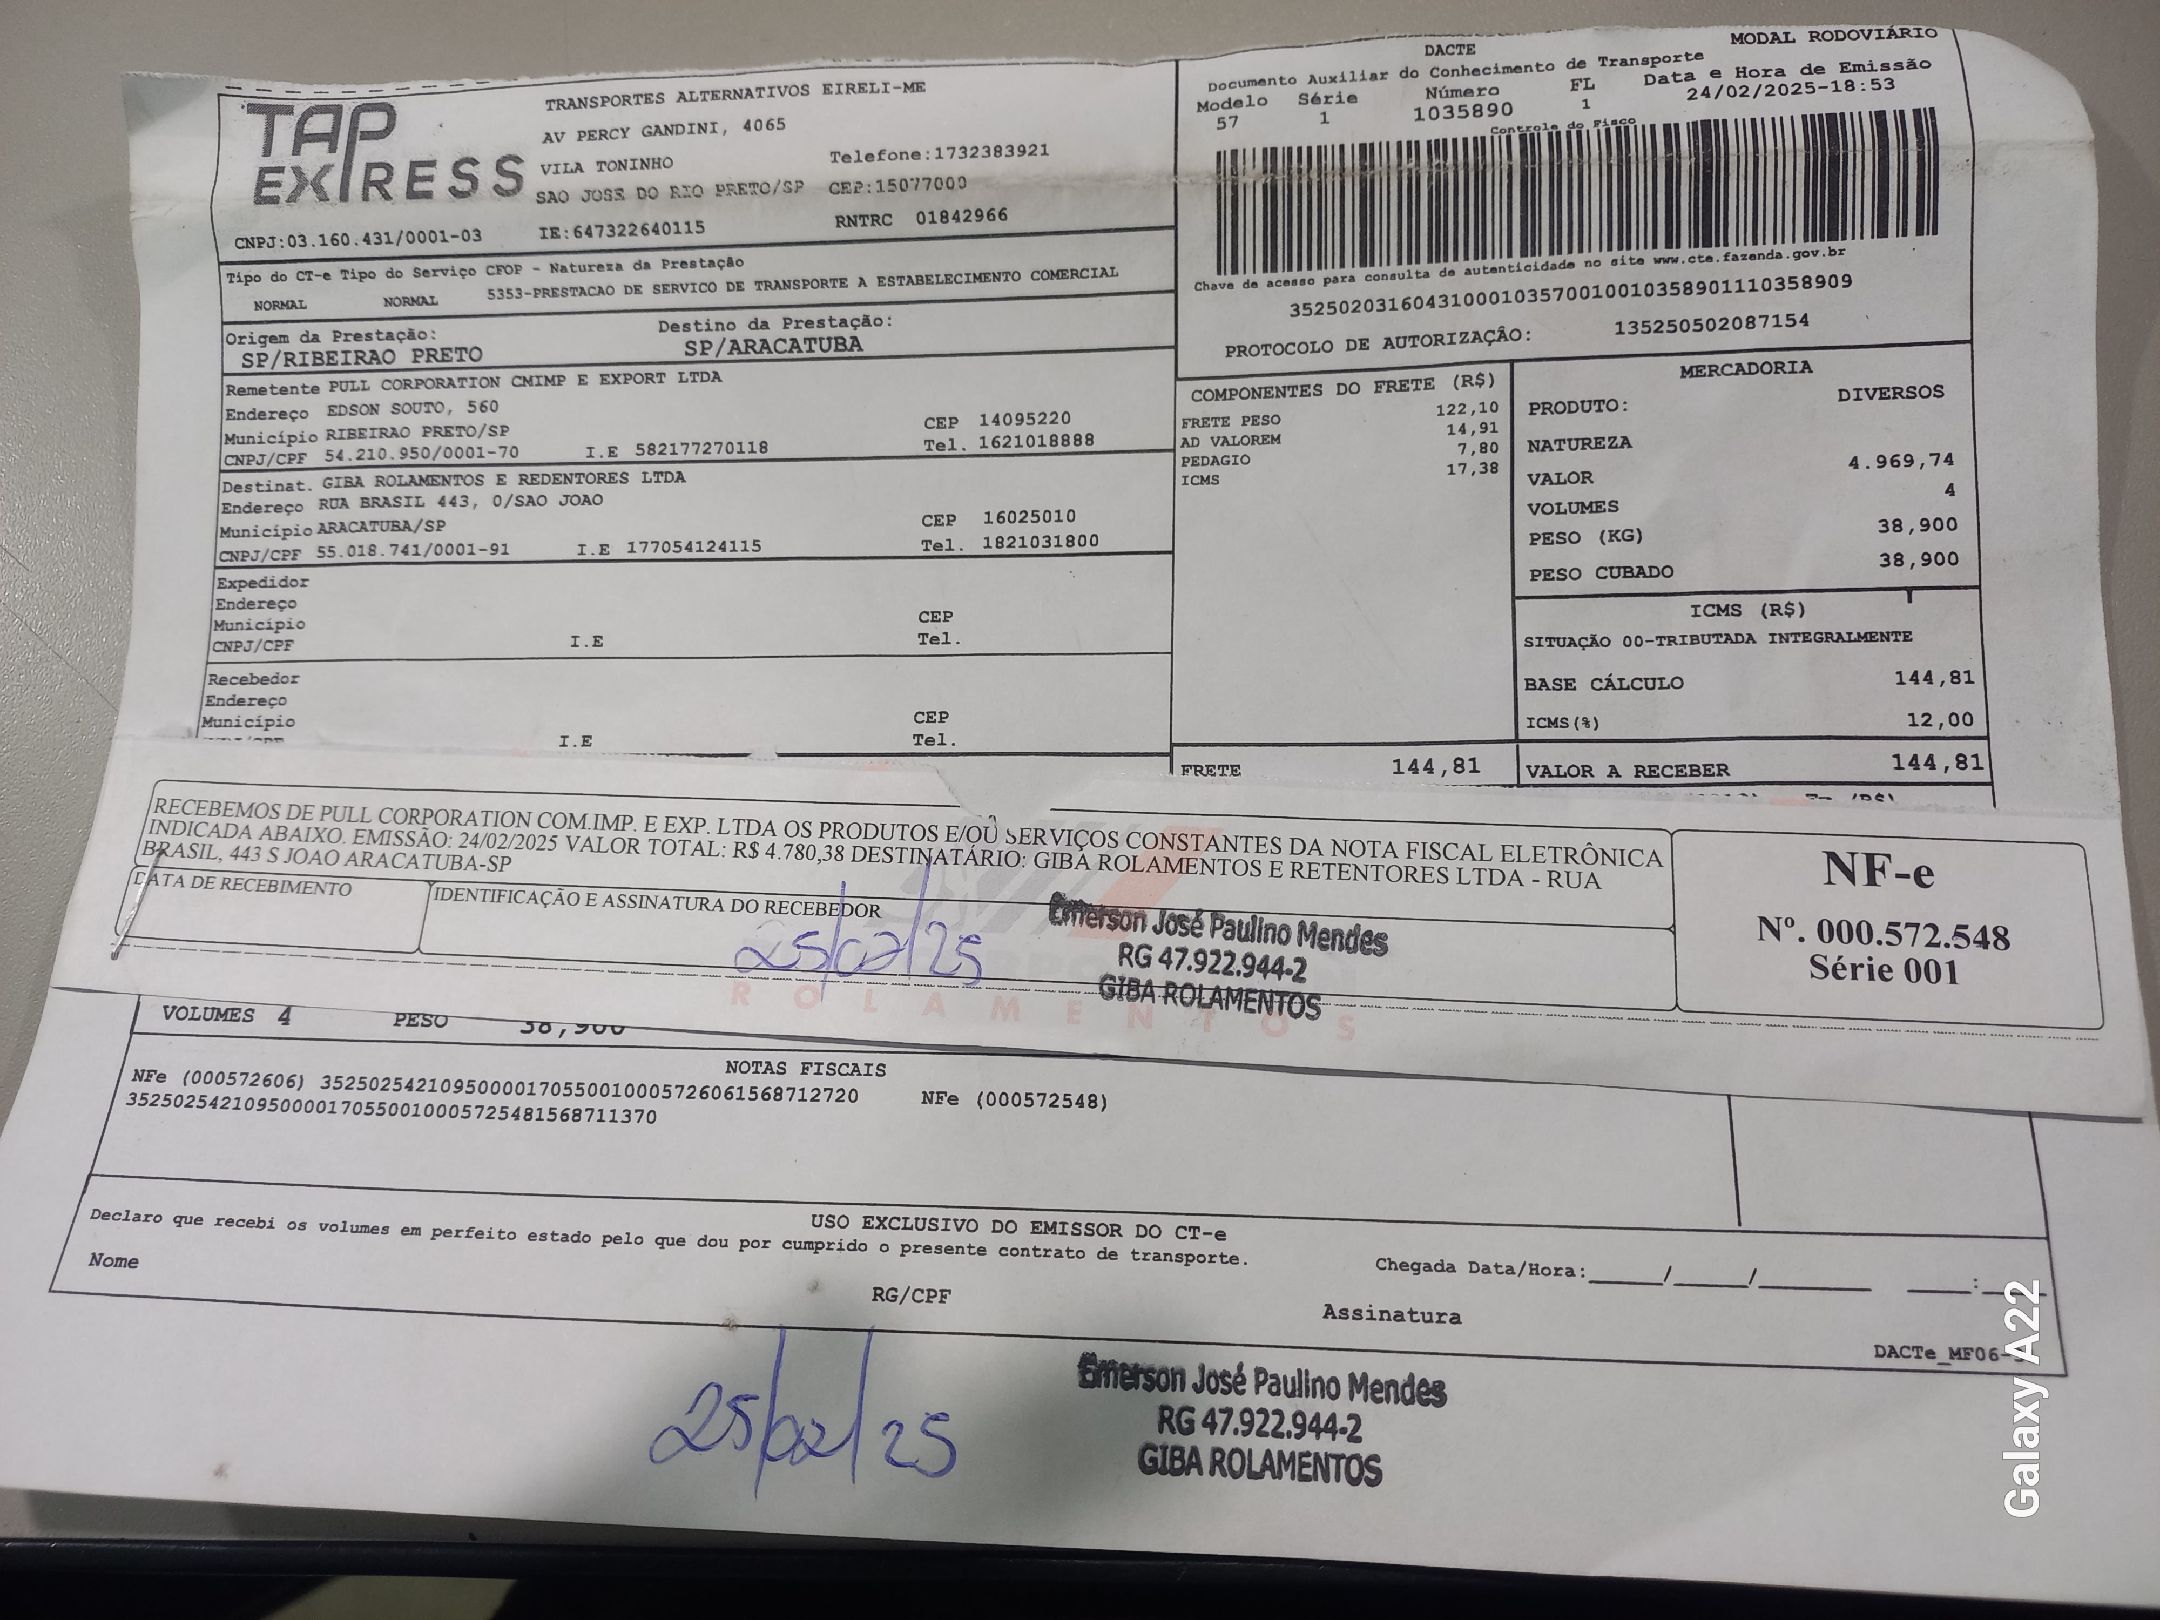 TAP
EXPRESS
TRANSPORTES ALTERNATIVOS EIRELI-ME
AV PERCY GANDINI, 4065
VILA TONINHO
Telefone:1732383921
SAO JOSE DO RIO PRETO/SP CEP:15077000
CNPJ:03.160.431/0001-03 IE:647322640115 RNTRC 01842966
DACTE
MODAL RODOVIÁRIO
Documento Auxiliar do Conhecimento de Transporte
Modelo Série Número FL Data e Hora de Emissão
57 1 1035890 1 24/02/2025-18:53
Controle do Fisco
Chave de acesso para consulta de autenticidade no site www.cte.fazenda.gov.br
35250203160431000103570010010358901110358909
PROTOCOLO DE AUTORIZAÇÂO: 135250502087154
Tipo do CT-e Tipo do Serviço CFOP - Natureza da Prestação
NORMAL NORMAL 5353-PRESTACAO DE SERVICO DE TRANSPORTE A ESTABELECIMENTO COMERCIAL
Origem da Prestação: Destino da Prestação:
SP/RIBEIRAO PRETO SP/ARACATUBA
Remetente PULL CORPORATION CMIMP E EXPORT LTDA
Endereço EDSON SOUTO, 560
Município RIBEIRAO PRETO/SP CEP 14095220
CNPJ/CPF 54.210.950/0001-70 I.E 582177270118 Tel. 1621018888
Destinat. GIBA ROLAMENTOS E REDENTORES LTDA
Endereço RUA BRASIL 443, 0/SAO JOAO
Município ARACATUBA/SP CEP 16025010
CNPJ/CPF 55.018.741/0001-91 I.E 177054124115 Tel. 1821031800
Expedidor
Endereço
Município CEP
CNPJ/CPF I.E Tel.
Recebedor
Endereço
Município CEP
I.E Tel.
COMPONENTES DO FRETE (R$)
FRETE PESO 122,10
AD VALOREM 14,91
PEDAGIO 7,80
ICMS 17,38
FRETE 144,81
MERCADORIA
PRODUTO: DIVERSOS
NATUREZA
VALOR 4.969,74
VOLUMES 4
PESO (KG) 38,900
PESO CUBADO 38,900
ICMS (R$)
SITUAÇÃO 00-TRIBUTADA INTEGRALMENTE
BASE CÁLCULO 144,81
ICMS(%) 12,00
VALOR A RECEBER 144,81
RECEBEMOS DE PULL CORPORATION COM.IMP. E EXP. LTDA OS PRODUTOS E/OU SERVIÇOS CONSTANTES DA NOTA FISCAL ELETRÔNICA
INDICADA ABAIXO. EMISSÃO: 24/02/2025 VALOR TOTAL: R$ 4.780,38 DESTINATÁRIO: GIBA ROLAMENTOS E RETENTORES LTDA - RUA
BRASIL, 443 S JOAO ARACATUBA-SP
DATA DE RECEBIMENTO IDENTIFICAÇÃO E ASSINATURA DO RECEBEDOR
25/02/25
Emerson José Paulino Mendes
RG 47.922.944-2
GIBA ROLAMENTOS
ROLAMENTOS
NF-e
Nº. 000.572.548
Série 001
VOLUMES 4 PESO 38,900
NOTAS FISCAIS
NFe (000572606) 35250254210950000170550010005726061568712720 NFe (000572548)
35250254210950000170550010005725481568711370
USO EXCLUSIVO DO EMISSOR DO CT-e
Declaro que recebi os volumes em perfeito estado pelo que dou por cumprido o presente contrato de transporte.
Nome RG/CPF Assinatura
Chegada Data/Hora:_____/_____/________ ____:____
DACTe_MF06-
25/02/25
Emerson José Paulino Mendes
RG 47.922.944-2
GIBA ROLAMENTOS
Galaxy A22